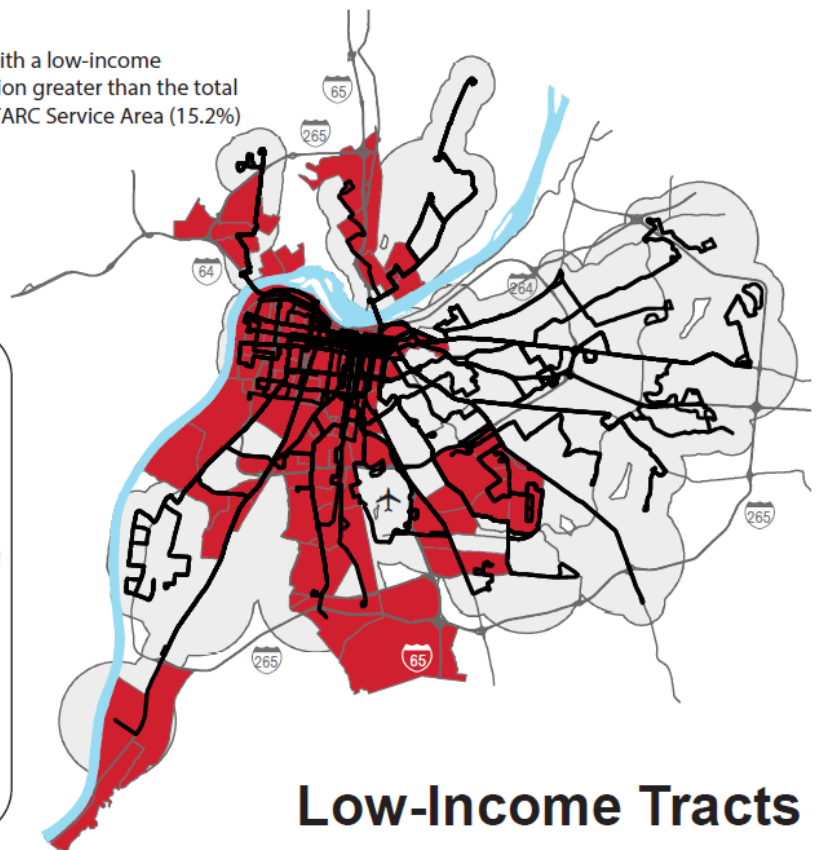 ith a low-income
ion greater than the total
ARC Service Area (15.2%)
65
265
64
264
265
265
65
Low-Income Tracts